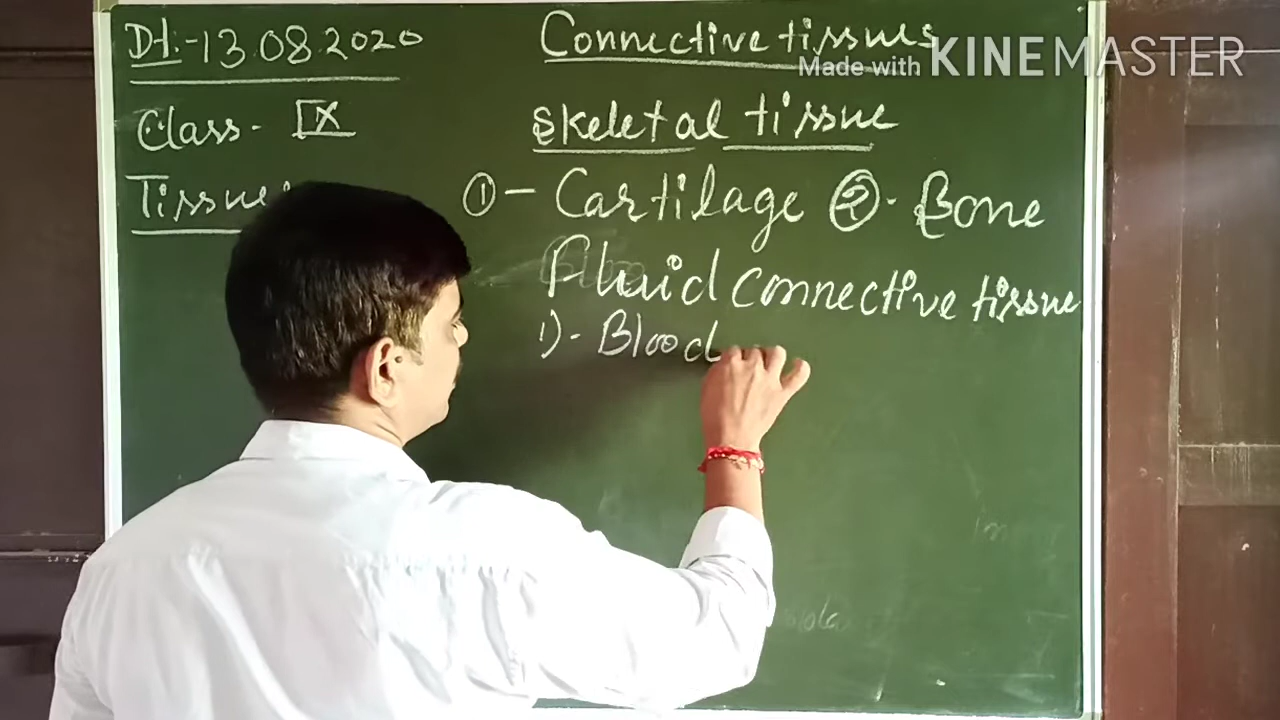 Dt:-13.08.2020
Class- IX
Tissue
Connective tissues
Made with KINEMASTER
Skeletal tissue
①- Cartilage ②- Bone
Fluid connective tissue
1)- Blood